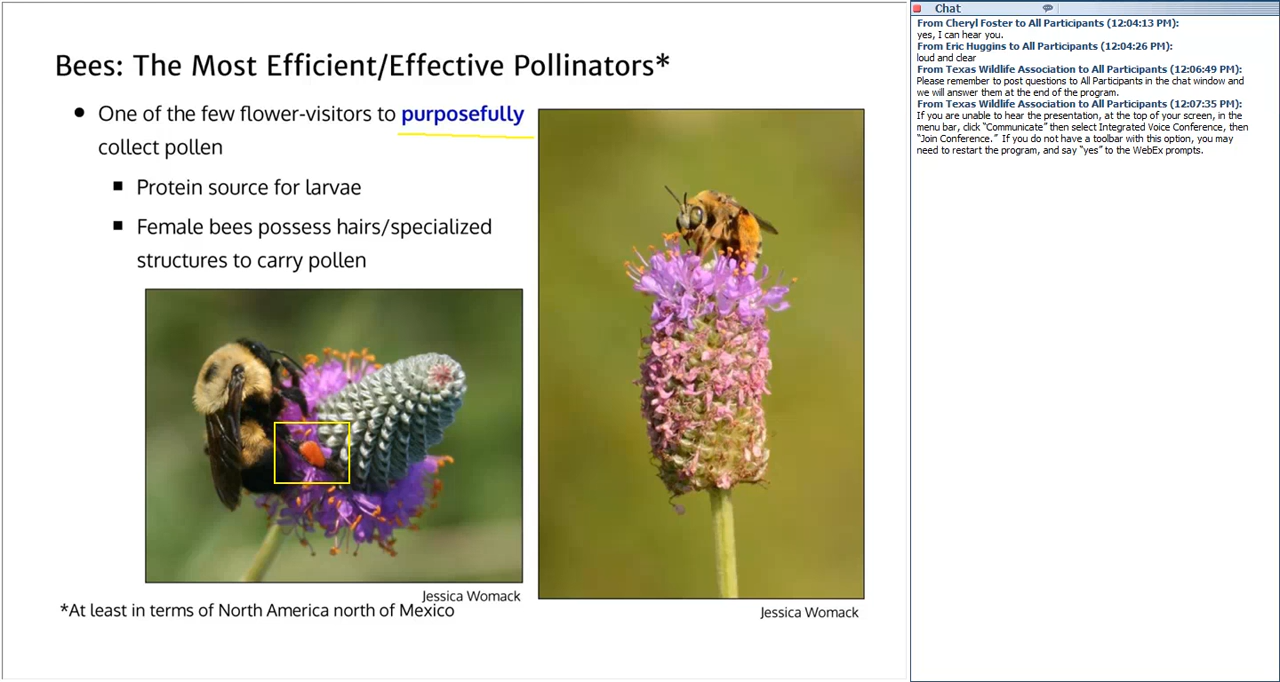 Bees: The Most Efficient/Effective Pollinators*
One of the few flower-visitors to purposefully
collect pollen
Protein source for larvae
Female bees possess hairs/specialized
structures to carry pollen
Jessica Womack
*At least in terms of North America north of Mexico
Jessica Womack
Chat
From Cheryl Foster to All Participants (12:04:13 PM):
yes, I can hear you.
From Eric Huggins to All Participants (12:04:26 PM):
loud and clear
From Texas Wildlife Association to All Participants (12:06:49 PM):
Please remember to post questions to All Participants in the chat window and
we will answer them at the end of the program.
From Texas Wildlife Association to All Participants (12:07:35 PM):
If you are unable to hear the presentation, at the top of your screen, in the
menu bar, click “Communicate” then select Integrated Voice Conference, then
“Join Conference.”  If you do not have a toolbar with this option, you may
need to restart the program, and say “yes” to the WebEx prompts.